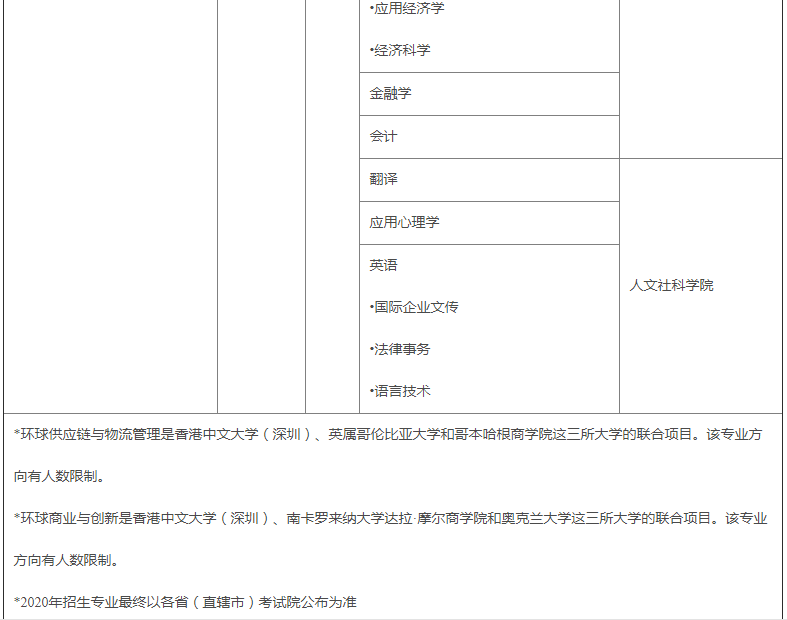 •应用经济学
•经济科学
金融学
会计
翻译
应用心理学
英语
•国际企业文传
•法律事务
•语言技术
人文社科学院
*环球供应链与物流管理是香港中文大学（深圳）、英属哥伦比亚大学和哥本哈根商学院这三所大学的联合项目。该专业方
向有人数限制。
*环球商业与创新是香港中文大学（深圳）、南卡罗来纳大学达拉·摩尔商学院和奥克兰大学这三所大学的联合项目。该专业
方向有人数限制。
*2020年招生专业最终以各省（直辖市）考试院公布为准